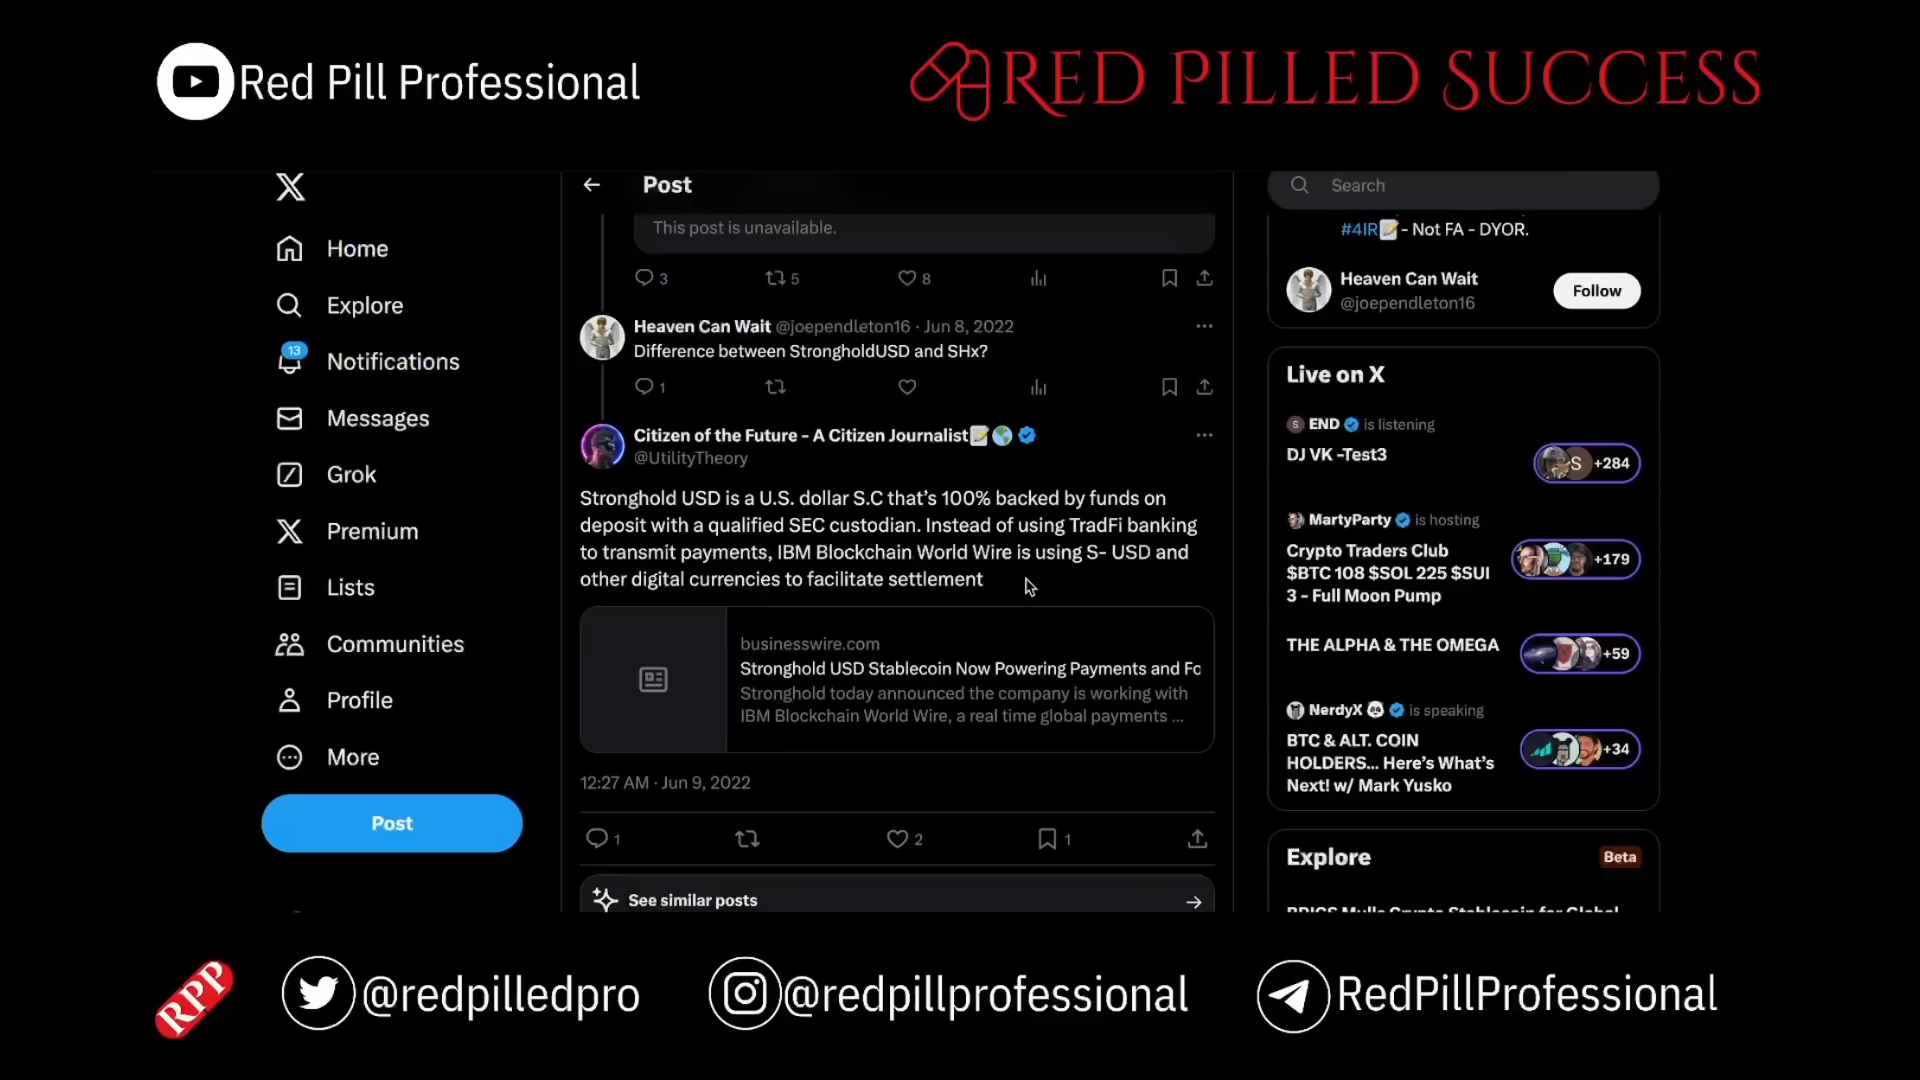 Red Pill Professional
RED PILLED SUCCESS
Home
Explore
13
Notifications
Messages
Grok
Premium
Lists
Communities
Profile
More
Post
Post
This post is unavailable.
3 5 8
Heaven Can Wait @joependleton16 · Jun 8, 2022
Difference between StrongholdUSD and SHx?
1
Citizen of the Future - A Citizen Journalist
@UtilityTheory
Stronghold USD is a U.S. dollar S.C that's 100% backed by funds on
deposit with a qualified SEC custodian. Instead of using TradFi banking
to transmit payments, IBM Blockchain World Wire is using S- USD and
other digital currencies to facilitate settlement
businesswire.com
Stronghold USD Stablecoin Now Powering Payments and Fo
Stronghold today announced the company is working with
IBM Blockchain World Wire, a real time global payments ...
12:27 AM · Jun 9, 2022
1 2 1
See similar posts
Search
#4IR - Not FA - DYOR.
Heaven Can Wait
@joependleton16
Follow
Live on X
S END is listening
DJ VK -Test3
S +284
MartyParty is hosting
Crypto Traders Club
$BTC 108 $SOL 225 $SUI
3 - Full Moon Pump
+179
THE ALPHA & THE OMEGA
+59
NerdyX is speaking
BTC & ALT. COIN
HOLDERS... Here's What's
Next! w/ Mark Yusko
+34
Explore
Beta
BRICS Mulls Crypto Stablecoin for Global
RPP
@redpilledpro
@redpillprofessional
RedPillProfessional